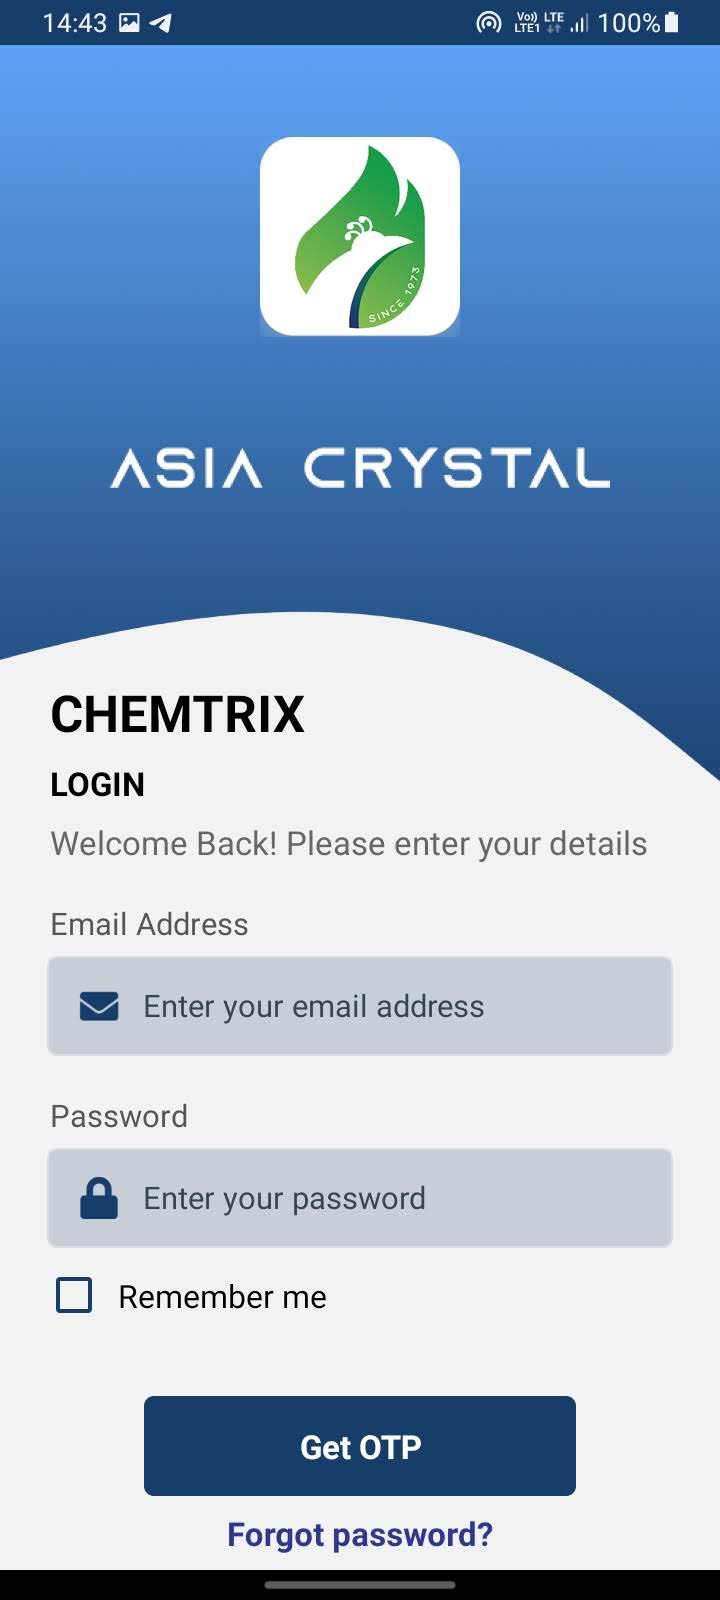 14:43
Vo)) LTE
LTE1
100%
SINCE 1973
ASIA CRYSTAL
CHEMTRIX
LOGIN
Welcome Back! Please enter your details
Email Address
Enter your email address
Password
Enter your password
Remember me
Get OTP
Forgot password?